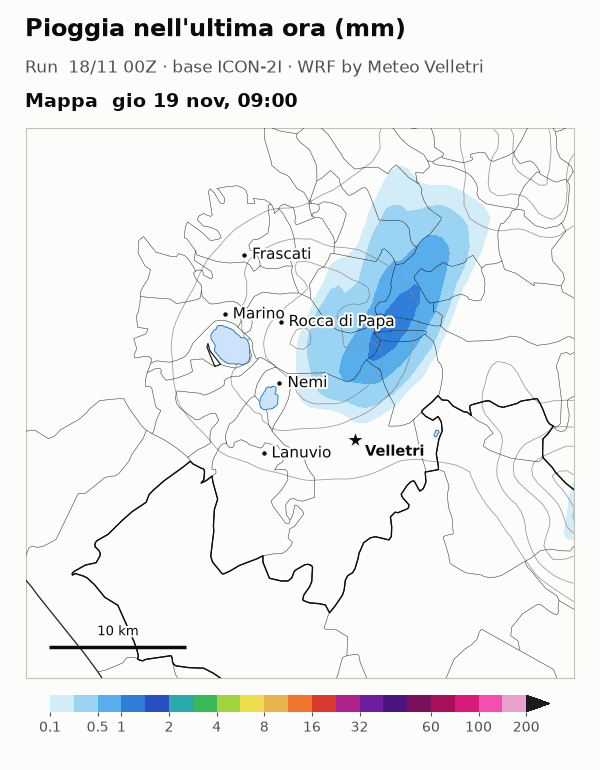 Pioggia nell'ultima ora (mm)
Run  18/11 00Z · base ICON-2I · WRF by Meteo Velletri
Mappa  gio 19 nov, 09:00
Frascati
Marino
Rocca di Papa
Nemi
Velletri
Lanuvio
10 km
0.1 0.5 1 2 4 8 16 32 60 100 200